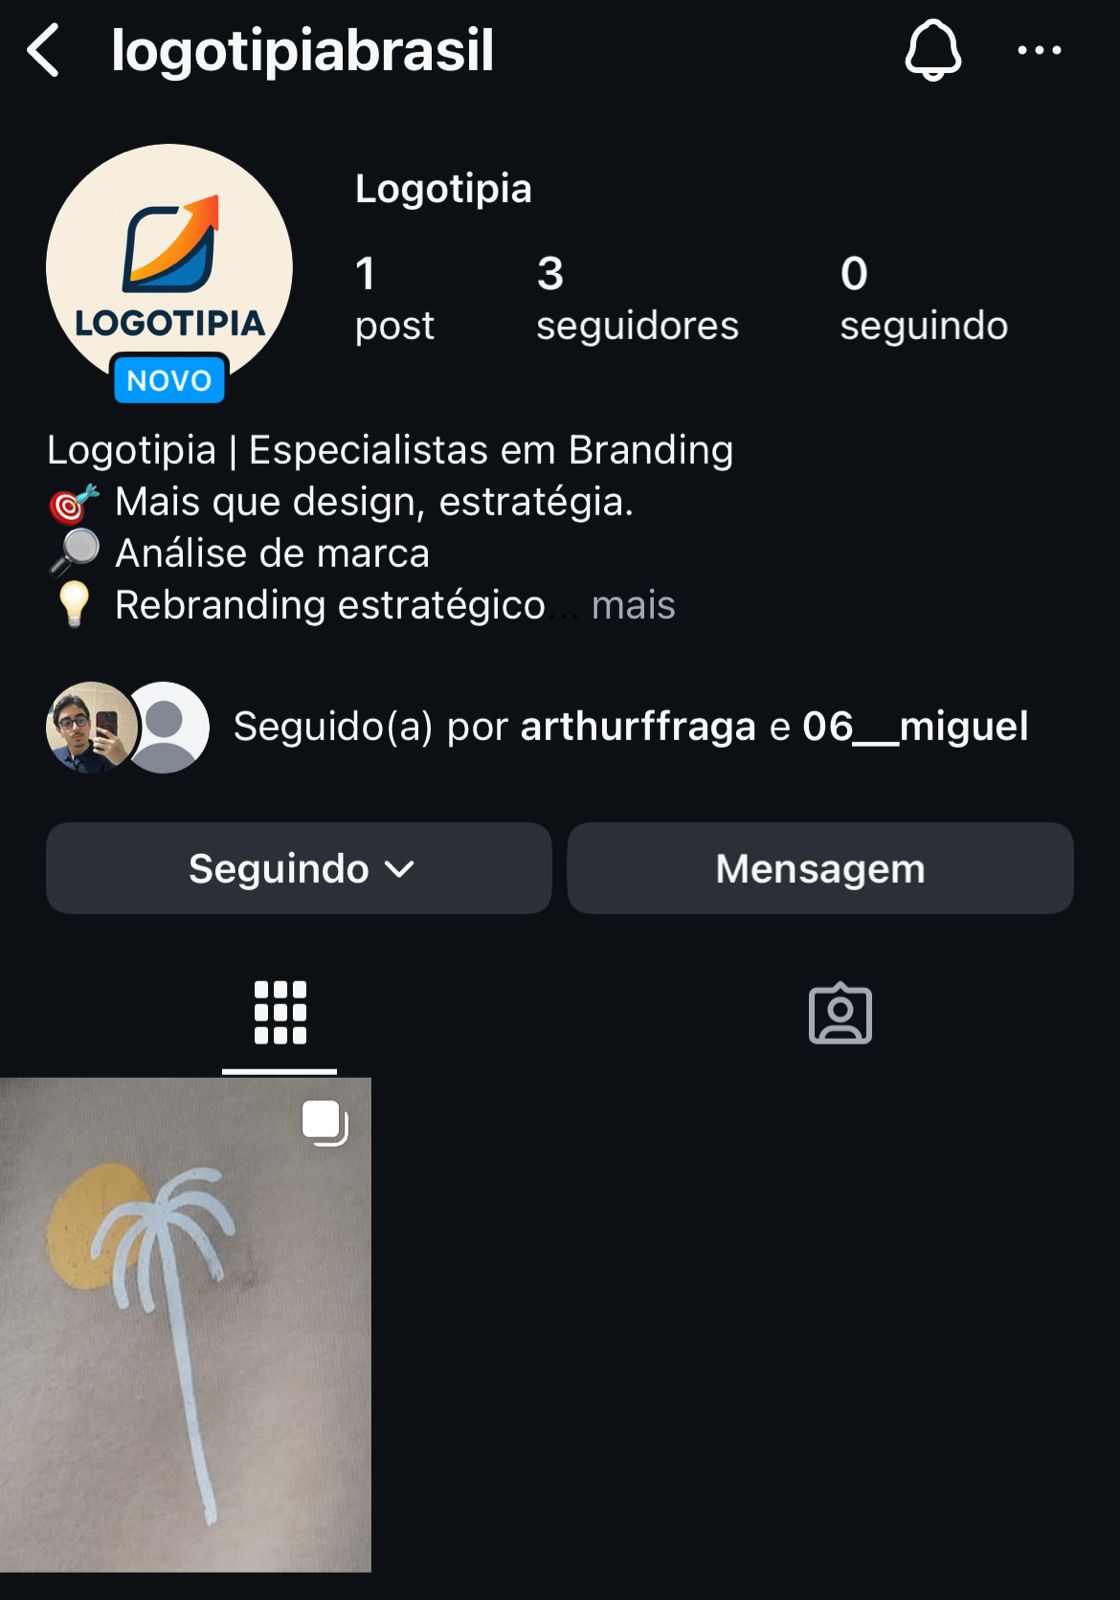 logotipiabrasil
LOGOTIPIA
NOVO
Logotipia
1 post
3 seguidores
0 seguindo
Logotipia | Especialistas em Branding
🎯 Mais que design, estratégia.
🔎 Análise de marca
💡 Rebranding estratégico... mais
Seguido(a) por arthurffraga e 06__miguel
Seguindo
Mensagem